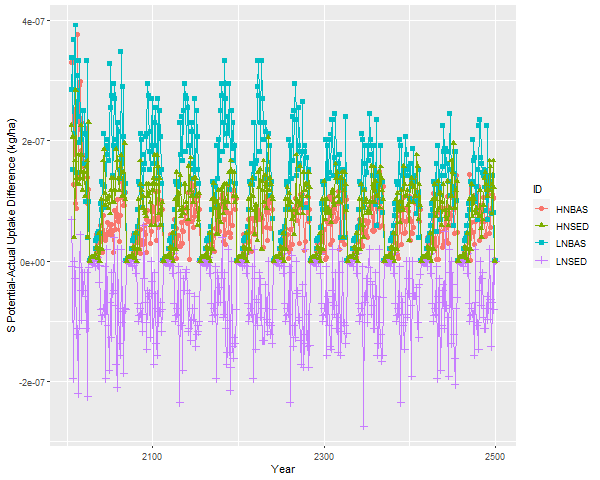 4e-07
2e-07
0e+00
-2e-07
S Potential-Actual Uptake Difference (kg/ha)
2100
2300
2500
Year
ID
HNBAS
HNSED
LNBAS
LNSED